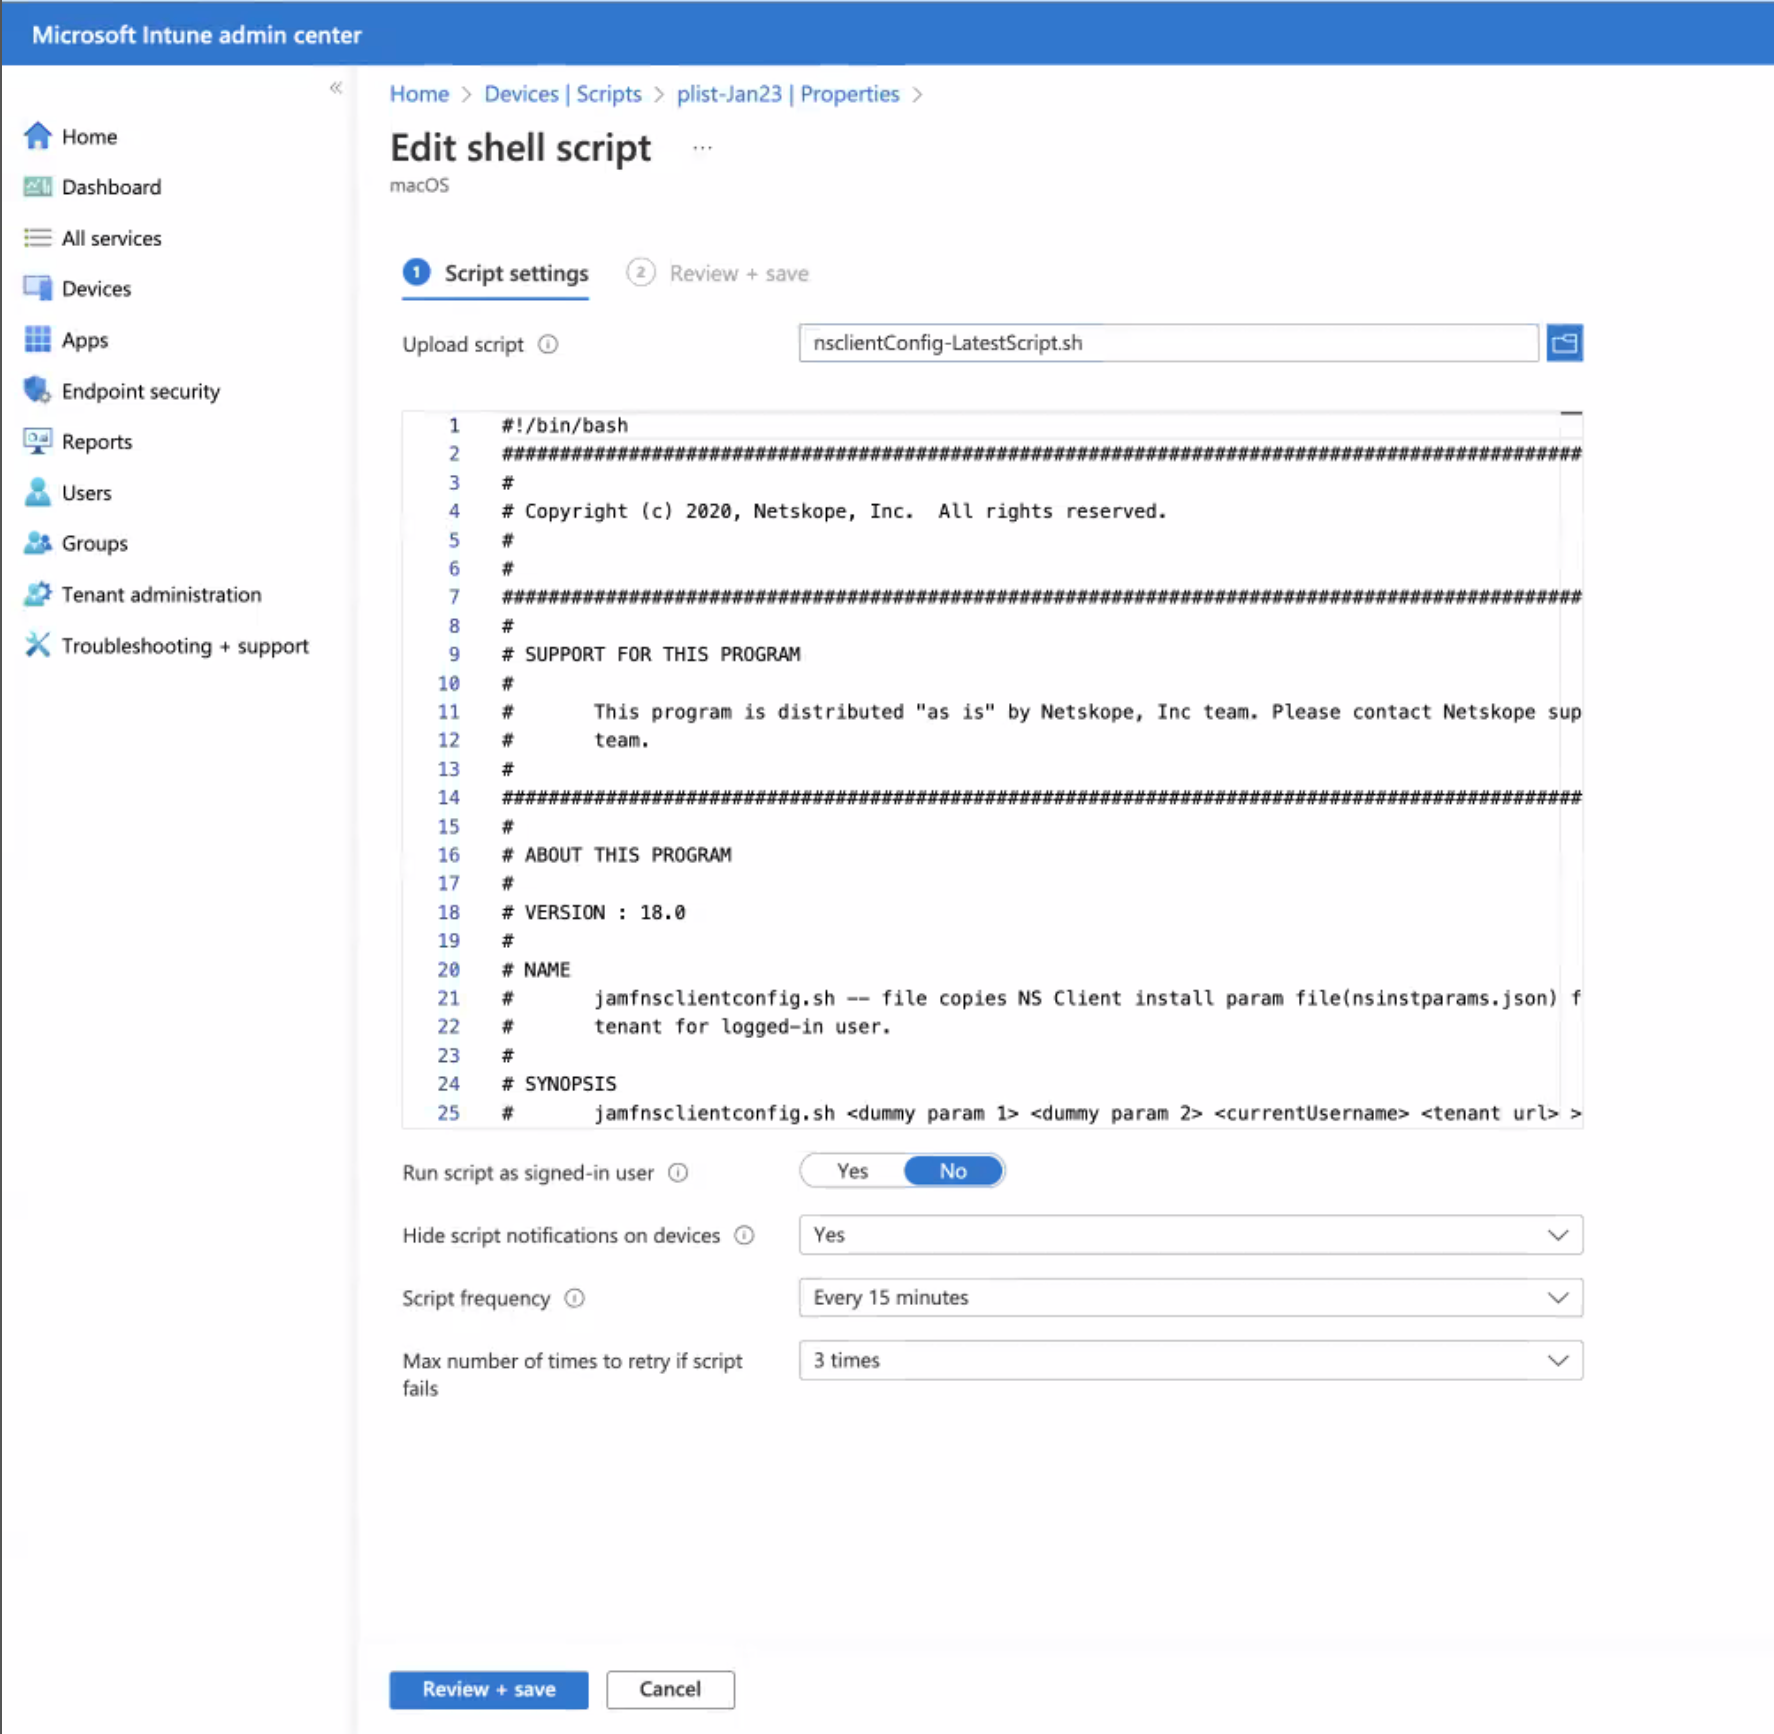 Microsoft Intune admin center
«
Home
Dashboard
All services
Devices
Apps
Endpoint security
Reports
Users
Groups
Tenant administration
Troubleshooting + support
Home > Devices | Scripts > plist-Jan23 | Properties >
Edit shell script ...
macOS
1 Script settings 2 Review + save
Upload script nsclientConfig-LatestScript.sh
1 #!/bin/bash
2 ##############################################################################################
3 #
4 # Copyright (c) 2020, Netskope, Inc.  All rights reserved.
5 #
6 #
7 ##############################################################################################
8 #
9 # SUPPORT FOR THIS PROGRAM
10 #
11 #       This program is distributed "as is" by Netskope, Inc team. Please contact Netskope sup
12 #       team.
13 #
14 ##############################################################################################
15 #
16 # ABOUT THIS PROGRAM
17 #
18 # VERSION : 18.0
19 #
20 # NAME
21 #       jamfnsclientconfig.sh -- file copies NS Client install param file(nsinstparams.json) f
22 #       tenant for logged-in user.
23 #
24 # SYNOPSIS
25 #       jamfnsclientconfig.sh <dummy param 1> <dummy param 2> <currentUsername> <tenant url> >
Run script as signed-in user Yes No
Hide script notifications on devices Yes
Script frequency Every 15 minutes
Max number of times to retry if script 3 times
fails
Review + save Cancel